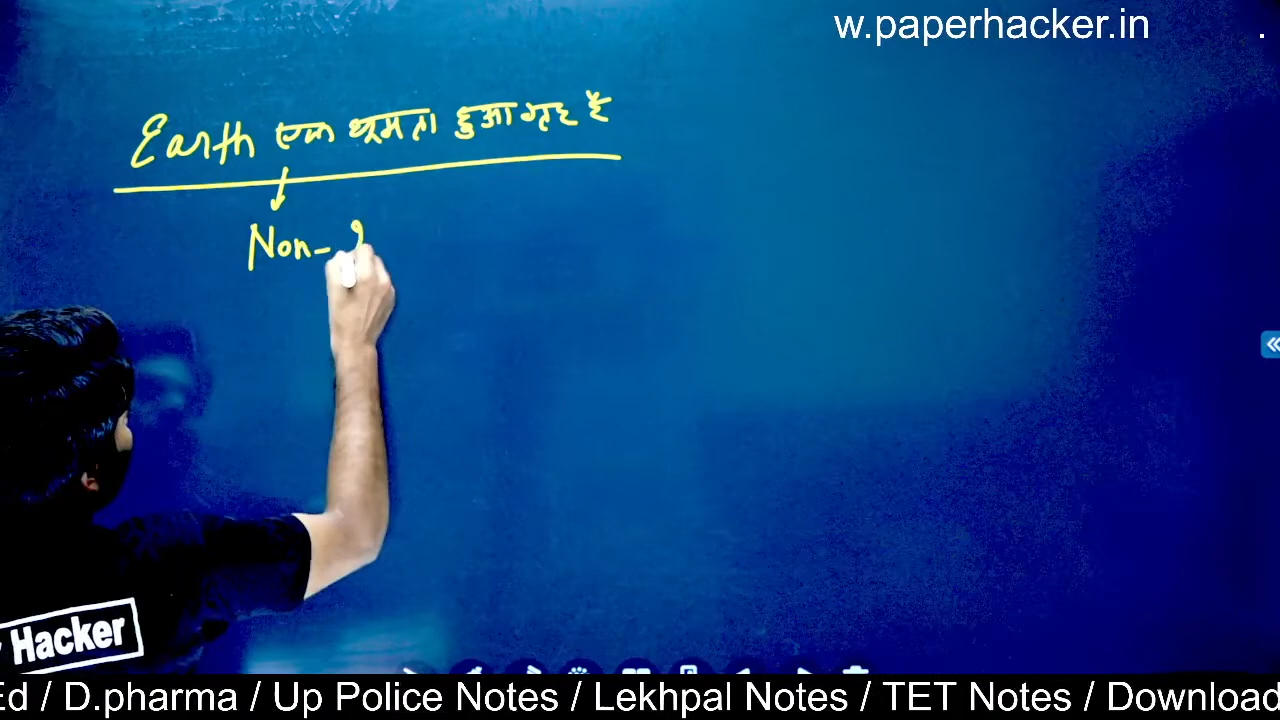 w.paperhacker.in .
Earth एक घूमता हुआ ग्रह है
Non-
Hacker
Ed / D.pharma / Up Police Notes / Lekhpal Notes / TET Notes / Download